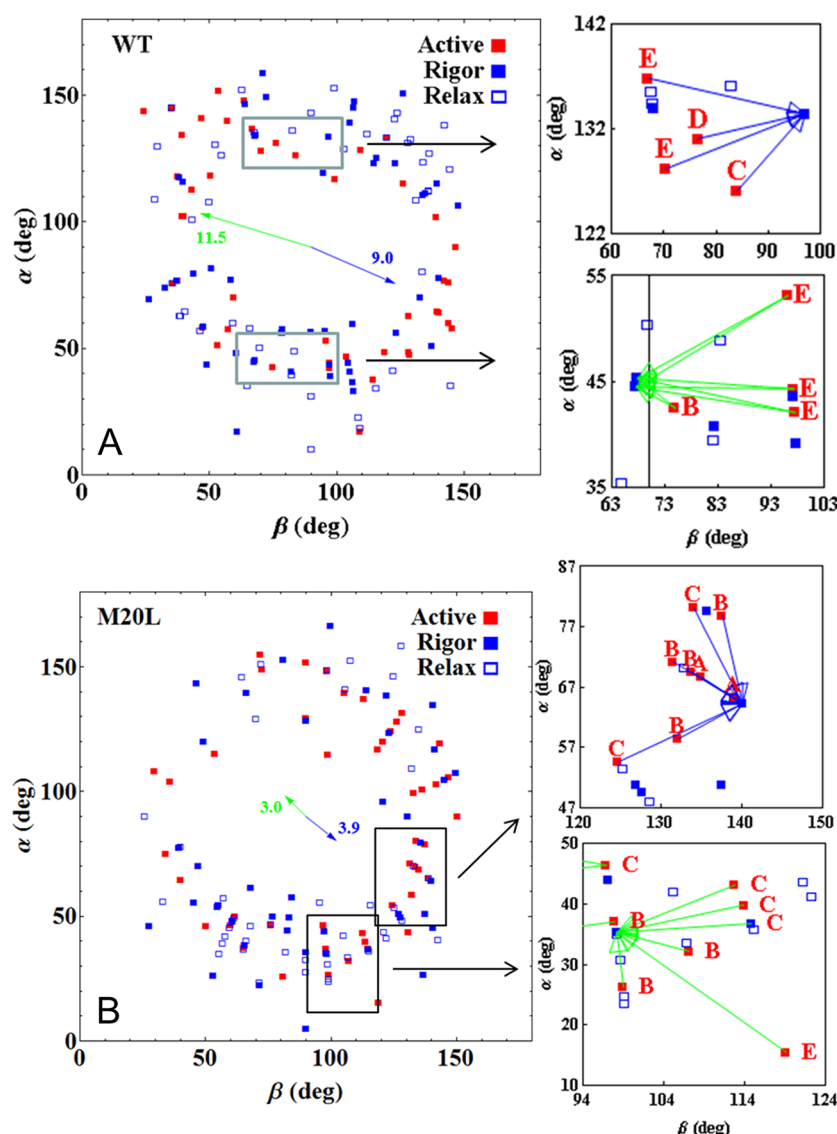 WT
Active
Rigor
Relax
150
100
50
0
α (deg)
11.5
9.0
A
0
50
100
150
β (deg)
142
132
122
α (deg)
E
D
E
C
60
70
80
90
100
55
45
35
α (deg)
E
E
E
B
63
73
83
93
103
β (deg)
M20L
Active
Rigor
Relax
150
100
50
0
α (deg)
3.0
3.9
B
0
50
100
150
β (deg)
87
77
67
57
47
α (deg)
C
B
B
B
A
A
B
C
120
130
140
150
50
40
30
20
10
α (deg)
C
C
C
C
B
B
B
E
94
104
114
124
β (deg)